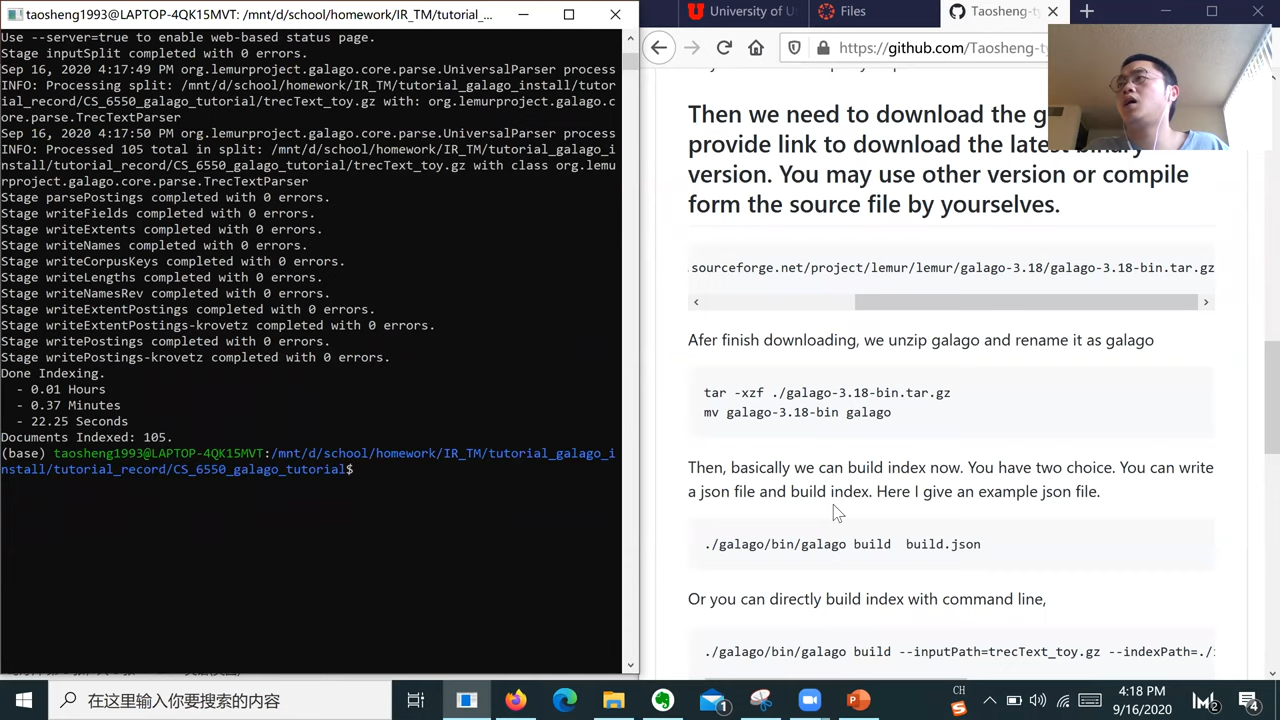 taosheng1993@LAPTOP-4QK15MVT: /mnt/d/school/homework/IR_TM/tutorial_...
Use --server=true to enable web-based status page.
Stage inputSplit completed with 0 errors.
Sep 16, 2020 4:17:49 PM org.lemurproject.galago.core.parse.UniversalParser process
INFO: Processing split: /mnt/d/school/homework/IR_TM/tutorial_galago_install/tutor
ial_record/CS_6550_galago_tutorial/trecText_toy.gz with: org.lemurproject.galago.c
ore.parse.TrecTextParser
Sep 16, 2020 4:17:50 PM org.lemurproject.galago.core.parse.UniversalParser process
INFO: Processed 105 total in split: /mnt/d/school/homework/IR_TM/tutorial_galago_i
nstall/tutorial_record/CS_6550_galago_tutorial/trecText_toy.gz with class org.lemu
rproject.galago.core.parse.TrecTextParser
Stage parsePostings completed with 0 errors.
Stage writeFields completed with 0 errors.
Stage writeExtents completed with 0 errors.
Stage writeNames completed with 0 errors.
Stage writeCorpusKeys completed with 0 errors.
Stage writeLengths completed with 0 errors.
Stage writeNamesRev completed with 0 errors.
Stage writeExtentPostings completed with 0 errors.
Stage writeExtentPostings-krovetz completed with 0 errors.
Stage writePostings completed with 0 errors.
Stage writePostings-krovetz completed with 0 errors.
Done Indexing.
- 0.01 Hours
- 0.37 Minutes
- 22.25 Seconds
Documents Indexed: 105.
(base) taosheng1993@LAPTOP-4QK15MVT:/mnt/d/school/homework/IR_TM/tutorial_galago_i
nstall/tutorial_record/CS_6550_galago_tutorial$
University of U
Files
Taosheng-ty
https://github.com/Taosheng-ty
Then we need to download the g
provide link to download the latest binary
version. You may use other version or compile
form the source file by yourselves.
.sourceforge.net/project/lemur/lemur/galago-3.18/galago-3.18-bin.tar.gz
Afer finish downloading, we unzip galago and rename it as galago
tar -xzf ./galago-3.18-bin.tar.gz
mv galago-3.18-bin galago
Then, basically we can build index now. You have two choice. You can write
a json file and build index. Here I give an example json file.
./galago/bin/galago build build.json
Or you can directly build index with command line,
./galago/bin/galago build --inputPath=trecText_toy.gz --indexPath=./
在这里输入你要搜索的内容
1
CH
4:18 PM
9/16/2020
2
4